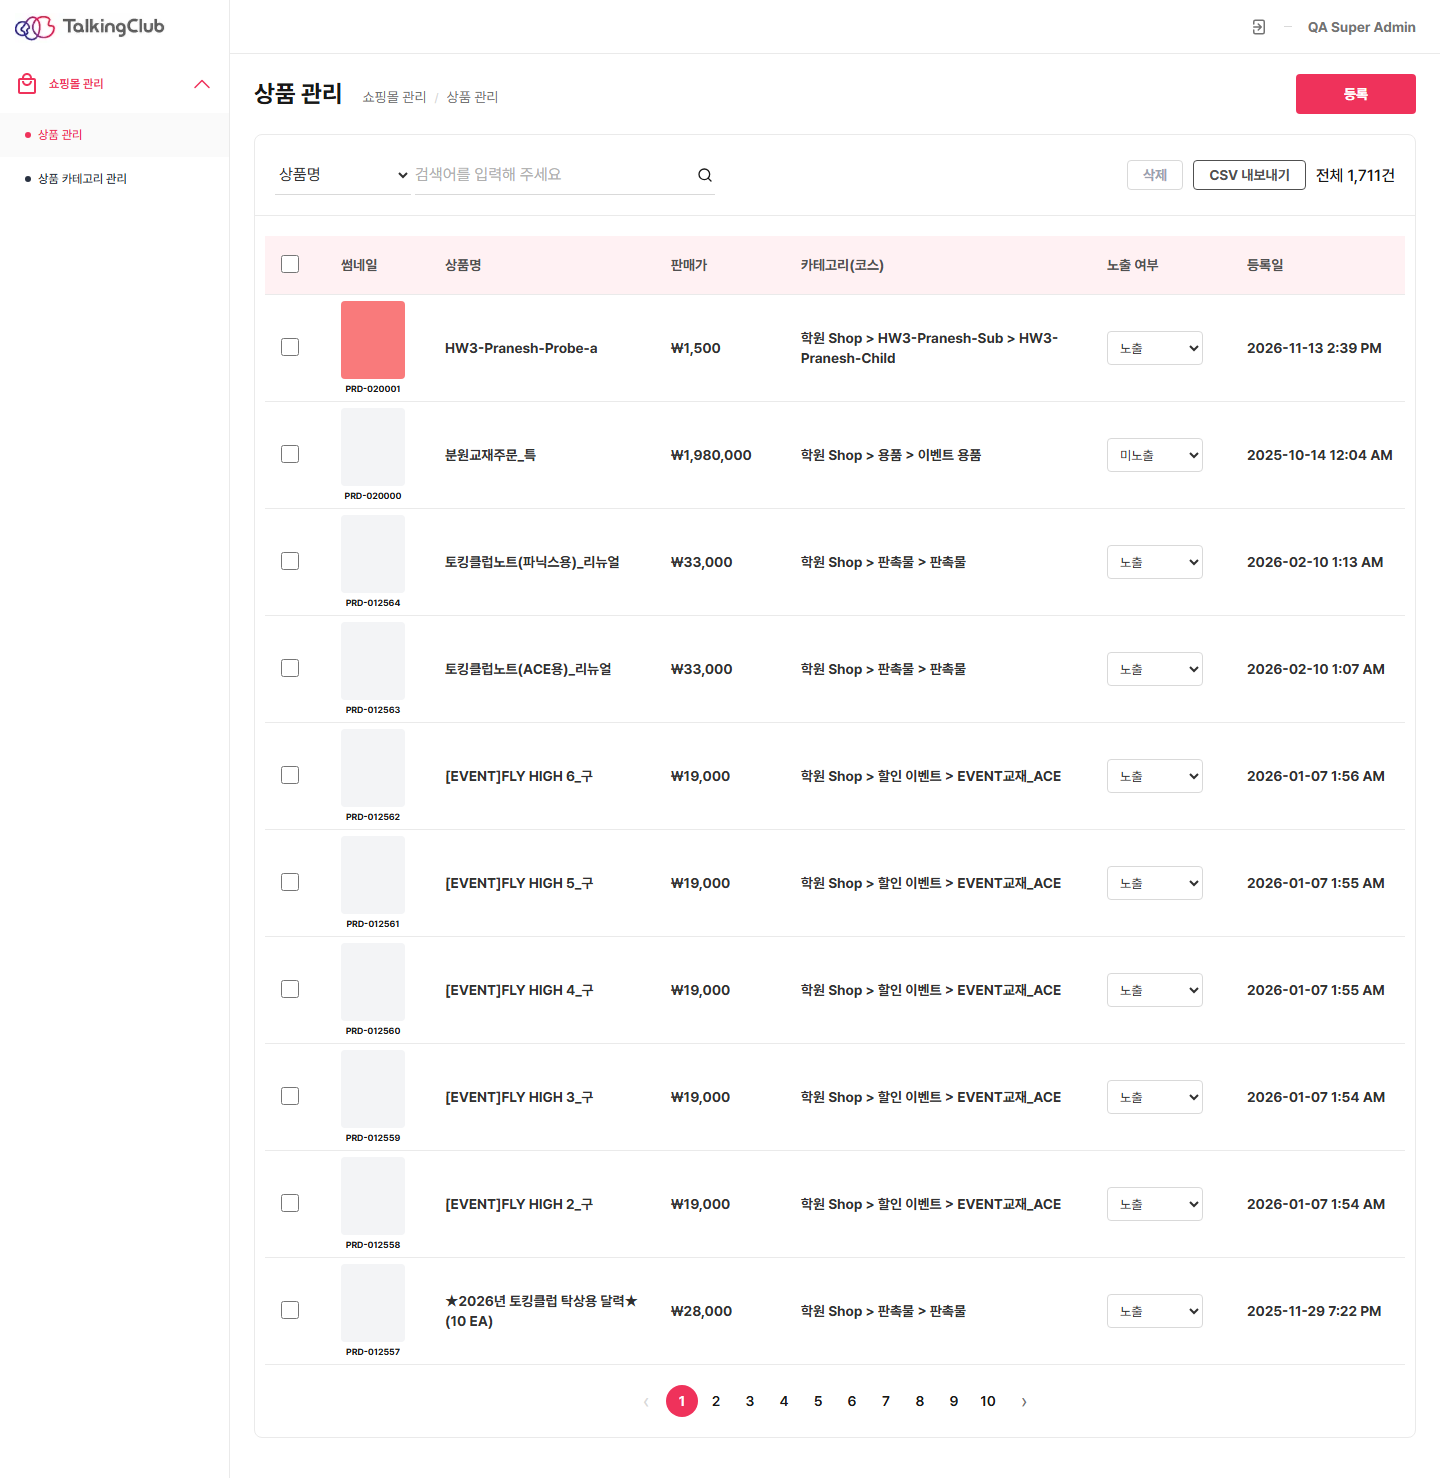 TalkingClub
QA Super Admin
쇼핑몰 관리
상품 관리
상품 카테고리 관리
상품 관리
쇼핑몰 관리 / 상품 관리
등록
상품명
검색어를 입력해 주세요
삭제
CSV 내보내기
전체 1,711건
썸네일 상품명 판매가 카테고리(코스) 노출 여부 등록일
HW3-Pranesh-Probe-a ₩1,500 학원 Shop > HW3-Pranesh-Sub > HW3-
Pranesh-Child 노출 2026-11-13 2:39 PM
PRD-020001
분원교재주문_특 ₩1,980,000 학원 Shop > 용품 > 이벤트 용품 미노출 2025-10-14 12:04 AM
PRD-020000
토킹클럽노트(파닉스용)_리뉴얼 ₩33,000 학원 Shop > 판촉물 > 판촉물 노출 2026-02-10 1:13 AM
PRD-012564
토킹클럽노트(ACE용)_리뉴얼 ₩33,000 학원 Shop > 판촉물 > 판촉물 노출 2026-02-10 1:07 AM
PRD-012563
[EVENT]FLY HIGH 6_구 ₩19,000 학원 Shop > 할인 이벤트 > EVENT교재_ACE 노출 2026-01-07 1:56 AM
PRD-012562
[EVENT]FLY HIGH 5_구 ₩19,000 학원 Shop > 할인 이벤트 > EVENT교재_ACE 노출 2026-01-07 1:55 AM
PRD-012561
[EVENT]FLY HIGH 4_구 ₩19,000 학원 Shop > 할인 이벤트 > EVENT교재_ACE 노출 2026-01-07 1:55 AM
PRD-012560
[EVENT]FLY HIGH 3_구 ₩19,000 학원 Shop > 할인 이벤트 > EVENT교재_ACE 노출 2026-01-07 1:54 AM
PRD-012559
[EVENT]FLY HIGH 2_구 ₩19,000 학원 Shop > 할인 이벤트 > EVENT교재_ACE 노출 2026-01-07 1:54 AM
PRD-012558
★2026년 토킹클럽 탁상용 달력★
(10 EA) ₩28,000 학원 Shop > 판촉물 > 판촉물 노출 2025-11-29 7:22 PM
PRD-012557
‹ 1 2 3 4 5 6 7 8 9 10 ›